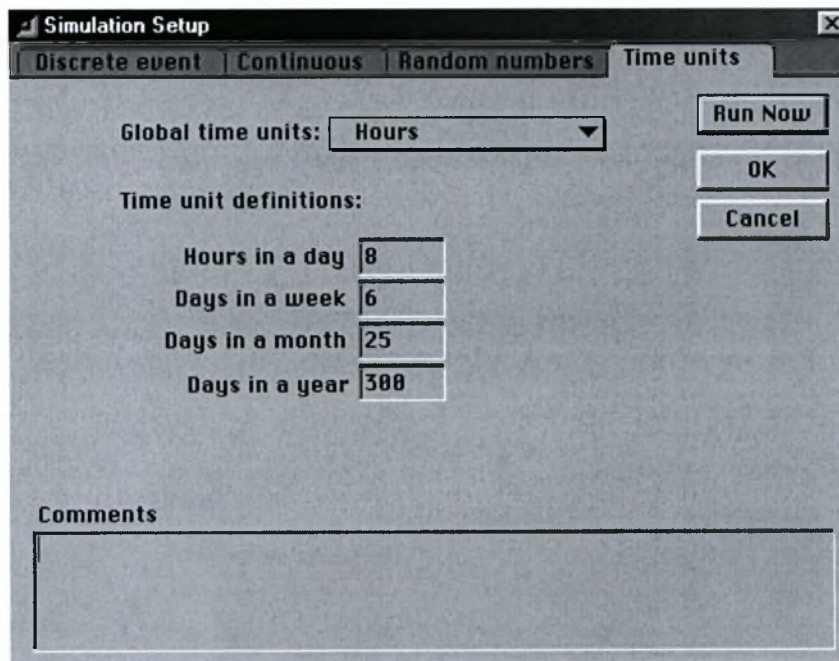 Simulation Setup
Discrete event
Continuous
Random numbers
Time units
Global time units: Hours
Run Now
OK
Cancel
Time unit definitions:
Hours in a day 8
Days in a week 6
Days in a month 25
Days in a year 300
Comments